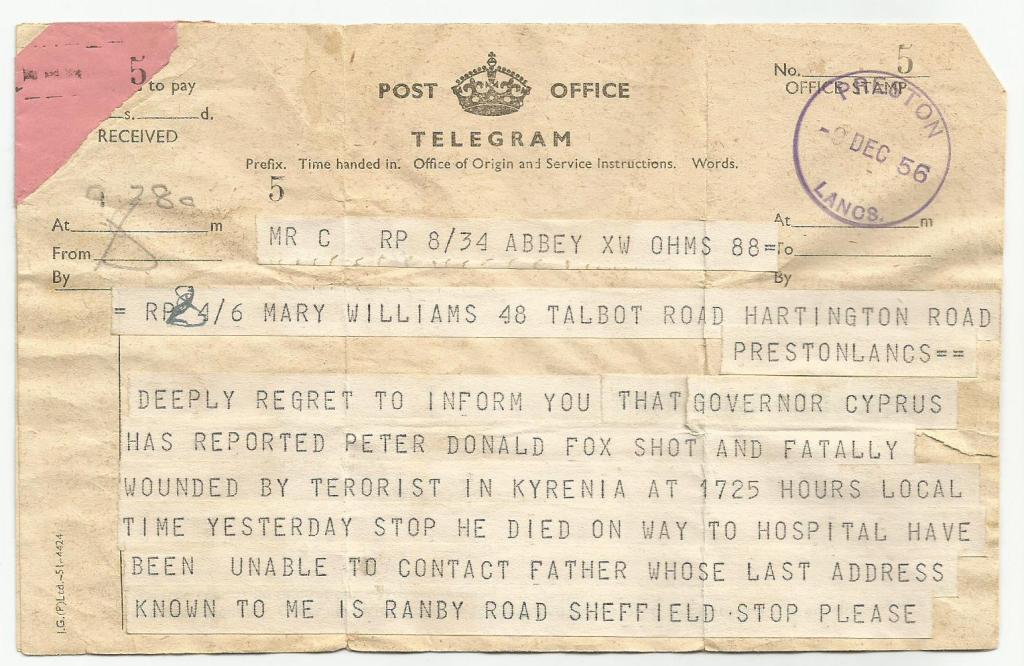 5 to pay
s. d.
RECEIVED
POST OFFICE
TELEGRAM
Prefix. Time handed in. Office of Origin and Service Instructions. Words.
5
No. 5
OFFICE STAMP
PRESTON
DEC 56
LANCS.
At m
From
By
At m
To
By
MR C RP 8/34 ABBEY XW OHMS 88=
= RP 4/6 MARY WILLIAMS 48 TALBOT ROAD HARTINGTON ROAD
PRESTONLANCS==
DEEPLY REGRET TO INFORM YOU THAT GOVERNOR CYPRUS
HAS REPORTED PETER DONALD FOX SHOT AND FATALLY
WOUNDED BY TERORIST IN KYRENIA AT 1725 HOURS LOCAL
TIME YESTERDAY STOP HE DIED ON WAY TO HOSPITAL HAVE
BEEN UNABLE TO CONTACT FATHER WHOSE LAST ADDRESS
KNOWN TO ME IS RANBY ROAD SHEFFIELD STOP PLEASE
I.G.(P)Ltd.-51-4424